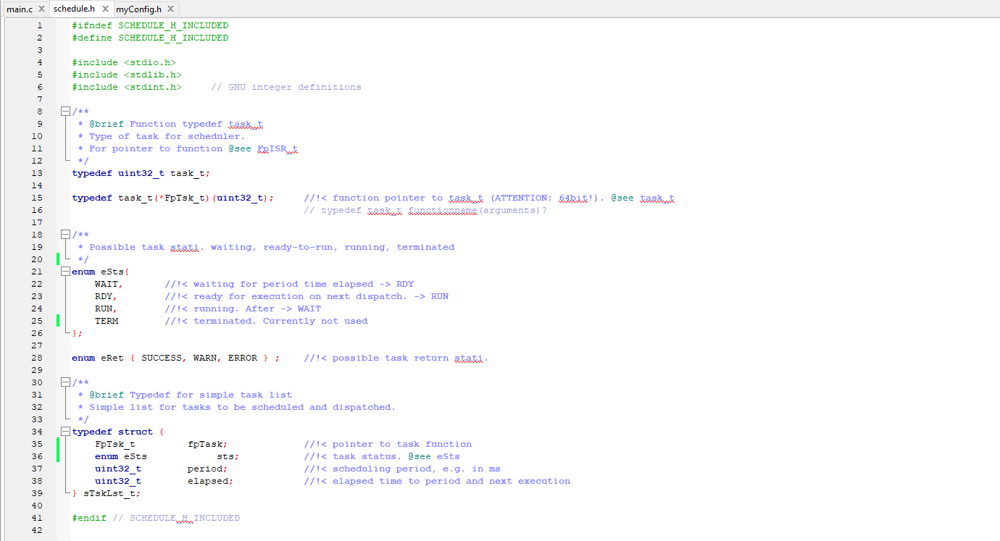 main.c X schedule.h X myConfig.h X
1 #ifndef SCHEDULE_H_INCLUDED
2 #define SCHEDULE_H_INCLUDED
3
4 #include <stdio.h>
5 #include <stdlib.h>
6 #include <stdint.h>     // GNU integer definitions
7
8 /**
9  * @brief Function typedef task_t
10  * Type of task for scheduler.
11  * For pointer to function @see FpISR_t
12  */
13 typedef uint32_t task_t;
14
15 typedef task_t(*FpTsk_t)(uint32_t);     //!< function pointer to task_t (ATTENTION: 64bit!). @see task_t
16                                         // typedef task_t functionname(arguments)?
17
18 /**
19  * Possible task stati. waiting, ready-to-run, running, terminated
20  */
21 enum eSts{
22     WAIT,       //!< waiting for period time elapsed -> RDY
23     RDY,        //!< ready for execution on next dispatch. -> RUN
24     RUN,        //!< running. After -> WAIT
25     TERM        //!< terminated. Currently not used
26 };
27
28 enum eRet { SUCCESS, WARN, ERROR } ;    //!< possible task return stati.
29
30 /**
31  * @brief Typedef for simple task list
32  * Simple list for tasks to be scheduled and dispatched.
33  */
34 typedef struct {
35     FpTsk_t         fpTask;             //!< pointer to task function
36     enum eSts            sts;           //!< task status. @see eSts
37     uint32_t        period;             //!< scheduling period, e.g. in ms
38     uint32_t        elapsed;            //!< elapsed time to period and next execution
39 } sTskLst_t;
40
41 #endif // SCHEDULE_H_INCLUDED
42